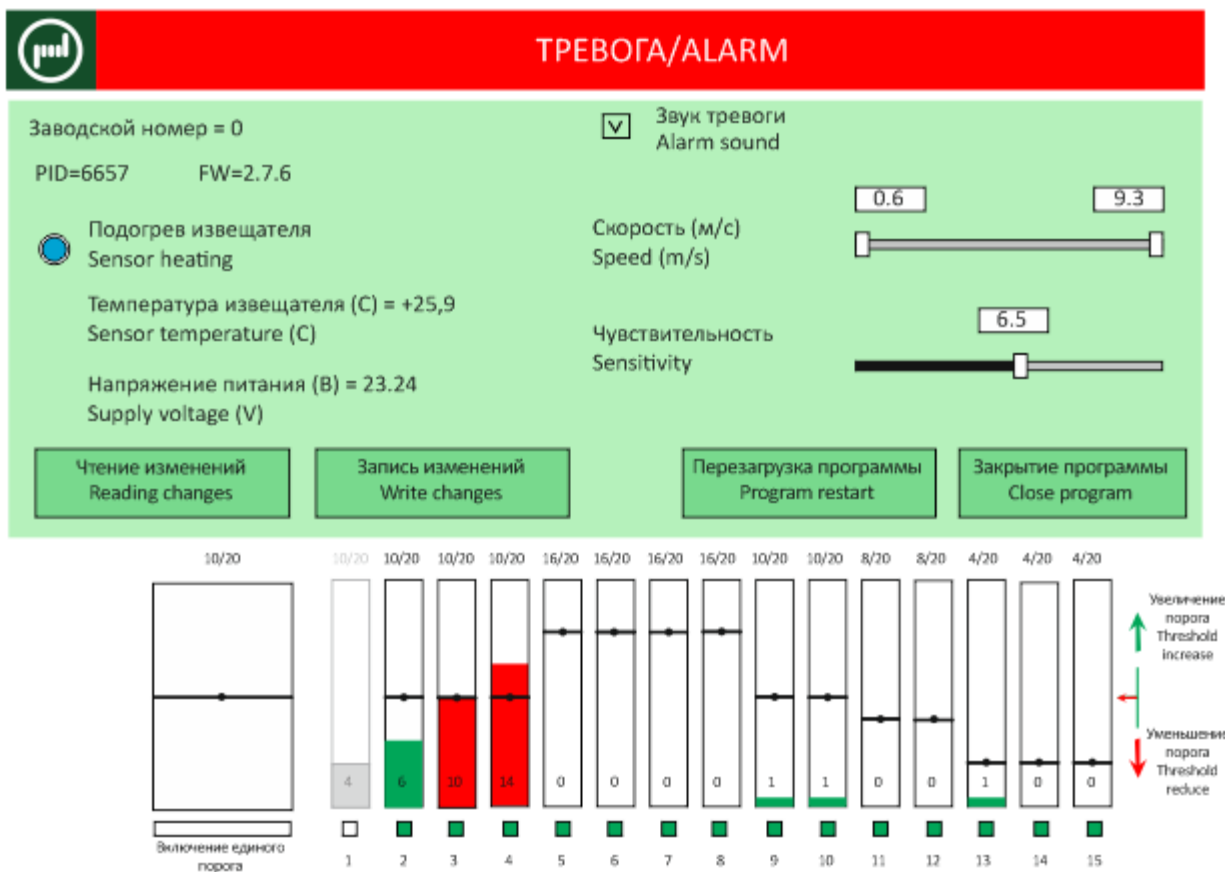 ТРЕВОГА/ALARM
Заводской номер = 0
PID=6657 FW=2.7.6
Подогрев извещателя
Sensor heating
Температура извещателя (С) = +25,9
Sensor temperature (C)
Напряжение питания (В) = 23.24
Supply voltage (V)
V Звук тревоги
Alarm sound
0.6 9.3
Скорость (м/с)
Speed (m/s)
6.5
Чувствительность
Sensitivity
Чтение изменений
Reading changes
Запись изменений
Write changes
Перезагрузка программы
Program restart
Закрытие программы
Close program
10/20 10/20 10/20 10/20 10/20 16/20 16/20 16/20 16/20 10/20 10/20 8/20 8/20 4/20 4/20 4/20
Увеличение
порога
Threshold
increase
Уменьшение
порога
Threshold
reduce
4 6 10 14 0 0 0 0 1 1 0 0 1 0 0
Включение единого
порога
1 2 3 4 5 6 7 8 9 10 11 12 13 14 15